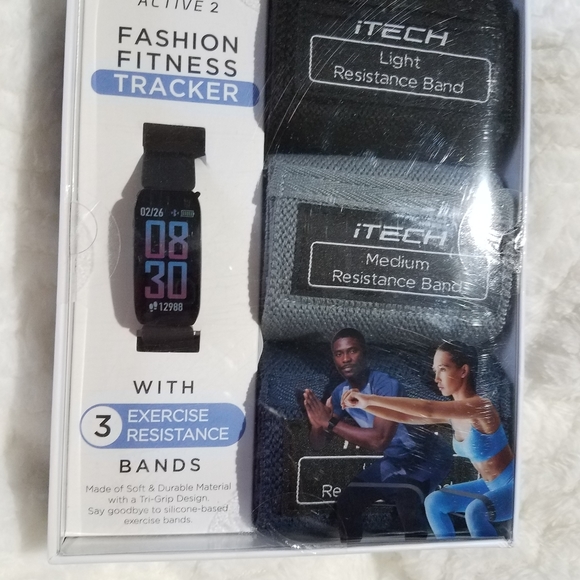 ACTIVE 2
FASHION
FITNESS
TRACKER
02/26
08
30
12980
WITH
3 EXERCISE
RESISTANCE
BANDS
Made of Soft & Durable Material
with a Tri-Grip Design.
Say goodbye to silicone-based
exercise bands.
iTECH
Light
Resistance Band
iTECH
Medium
Resistance Band